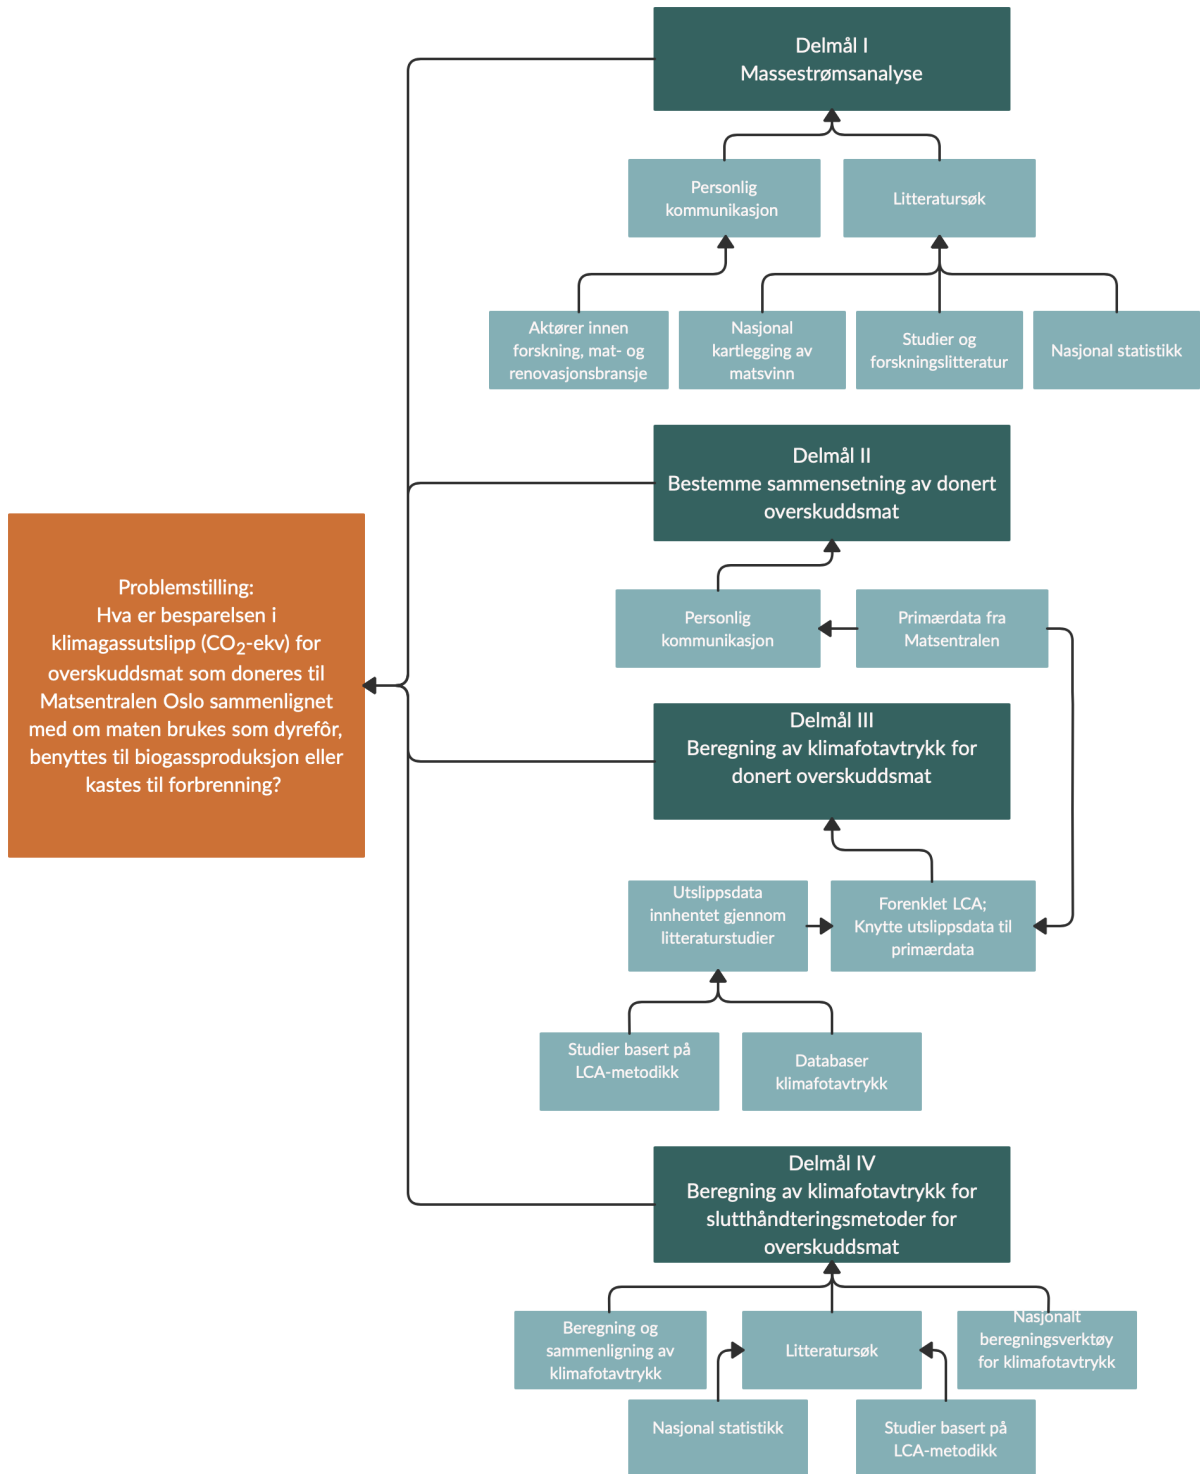 Delmål I
Massestrømsanalyse
Personlig
kommunikasjon
Litteratursøk
Aktører innen
forskning, mat- og
renovasjonsbransje
Nasjonal
kartlegging av
matsvinn
Studier og
forskningslitteratur
Nasjonal statistikk
Delmål II
Bestemme sammensetning av donert
overskuddsmat
Personlig
kommunikasjon
Primærdata fra
Matsentralen
Problemstilling:
Hva er besparelsen i
klimagassutslipp (CO₂-ekv) for
overskuddsmat som doneres til
Matsentralen Oslo sammenlignet
med om maten brukes som dyrefôr,
benyttes til biogassproduksjon eller
kastes til forbrenning?
Delmål III
Beregning av klimafotavtrykk for
donert overskuddsmat
Utslippsdata
innhentet gjennom
litteraturstudier
Forenklet LCA;
Knytte utslippsdata til
primærdata
Studier basert på
LCA-metodikk
Databaser
klimafotavtrykk
Delmål IV
Beregning av klimafotavtrykk for
slutthåndteringsmetoder for
overskuddsmat
Beregning og
sammenligning av
klimafotavtrykk
Litteratursøk
Nasjonalt
beregningsverktøy
for klimafotavtrykk
Nasjonal statistikk
Studier basert på
LCA-metodikk